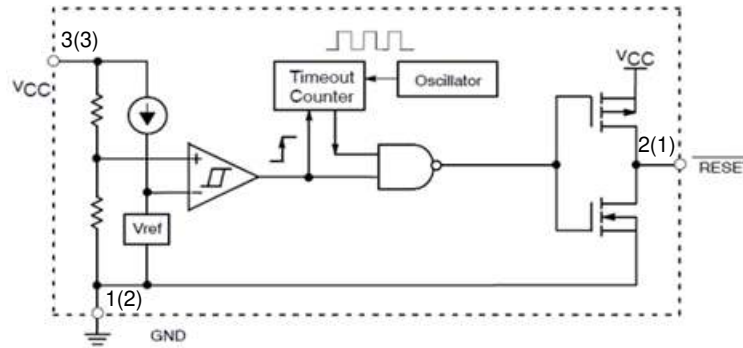 3(3)
VCC
Timeout
Counter
Oscillator
VCC
2(1)
RESE
+
−
Vref
1(2)
GND